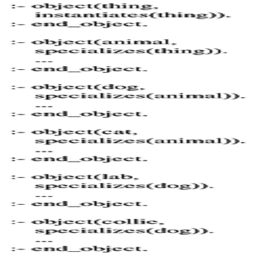 :- object(thing,
instantiates(thing)).
:- end_object.
:- object(animal,
specializes(thing)).
...
:- end_object.
:- object(dog,
specializes(animal)).
...
:- end_object.
:- object(cat,
specializes(animal)).
...
:- end_object.
:- object(lab,
specializes(dog)).
...
:- end_object.
:- object(collie,
specializes(dog)).
...
:- end_object.